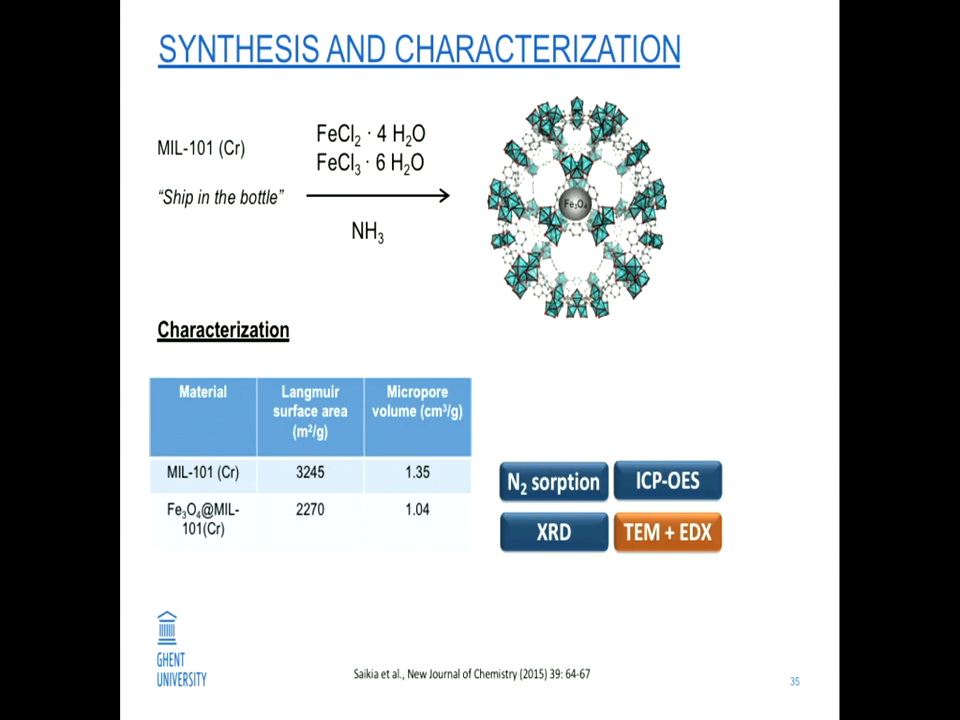 SYNTHESIS AND CHARACTERIZATION
MIL-101 (Cr)
"Ship in the bottle"
FeCl₂ · 4 H₂O
FeCl₃ · 6 H₂O
NH₃
Fe₃O₄
Characterization
Material
Langmuir
surface area
(m²/g)
Micropore
volume (cm³/g)
MIL-101 (Cr)
3245
1.35
Fe₃O₄@MIL-
101(Cr)
2270
1.04
N₂ sorption
ICP-OES
XRD
TEM + EDX
GHENT
UNIVERSITY
Saikia et al., New Journal of Chemistry (2015) 39: 64-67
35